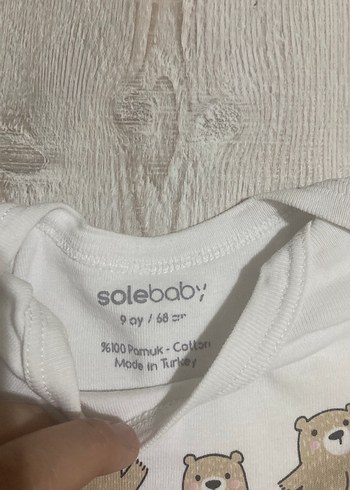 solebaby
9 ay / 68 cm
%100 Pamuk - Cotton
Made in Turkey